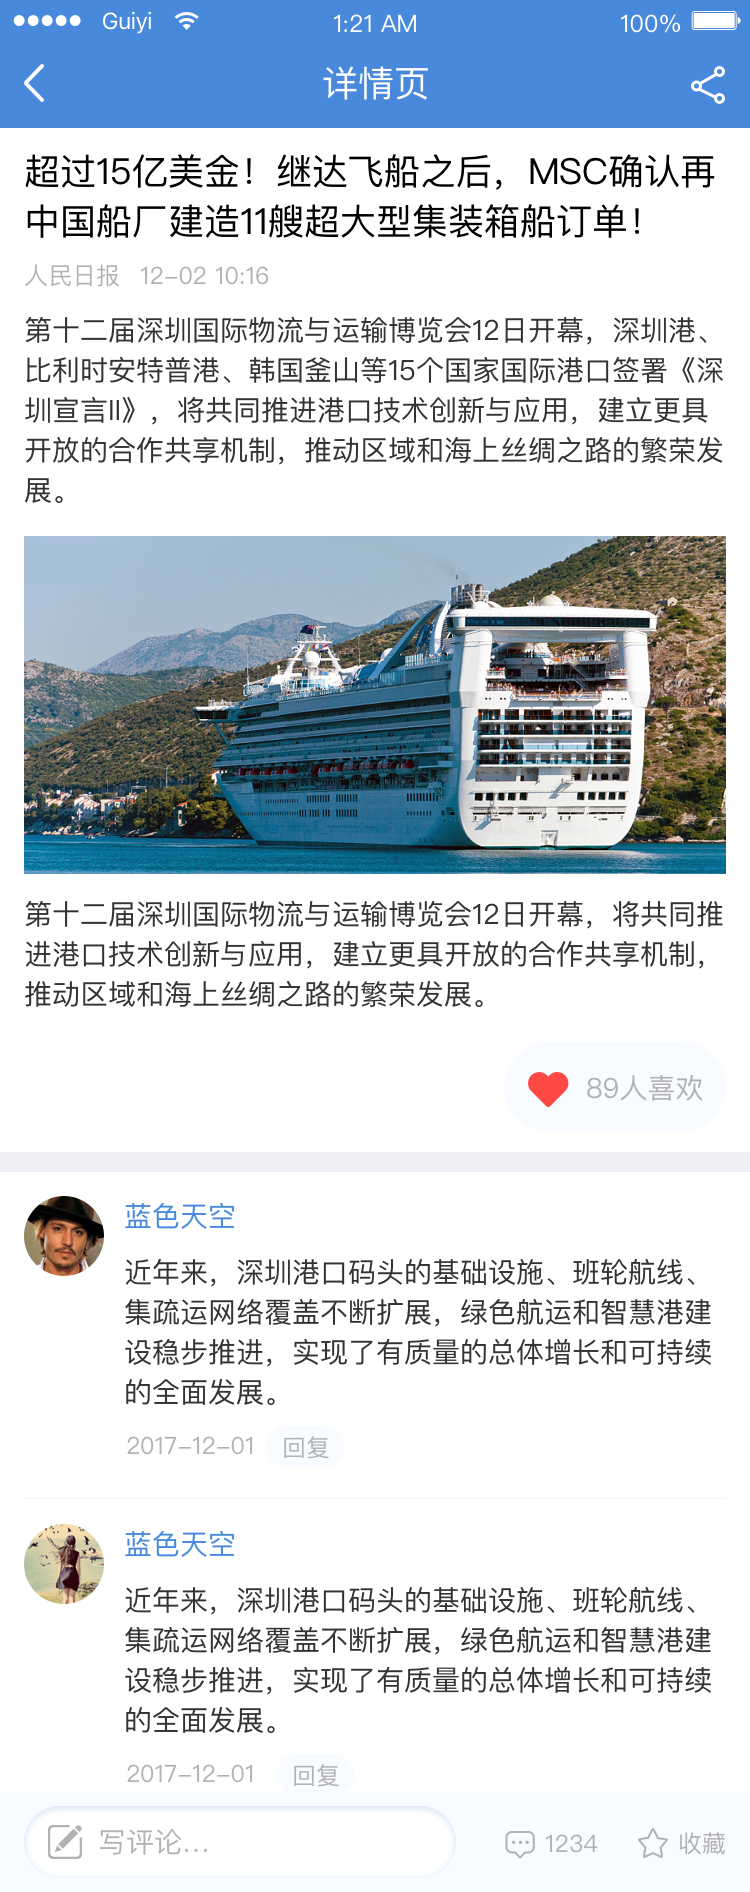 Guiyi
1:21 AM
100%
详情页
超过15亿美金！继达飞船之后，MSC确认再
中国船厂建造11艘超大型集装箱船订单！
人民日报 12-02 10:16
第十二届深圳国际物流与运输博览会12日开幕，深圳港、
比利时安特普港、韩国釜山等15个国家国际港口签署《深
圳宣言II》，将共同推进港口技术创新与应用，建立更具
开放的合作共享机制，推动区域和海上丝绸之路的繁荣发
展。
第十二届深圳国际物流与运输博览会12日开幕，将共同推
进港口技术创新与应用，建立更具开放的合作共享机制，
推动区域和海上丝绸之路的繁荣发展。
89人喜欢
蓝色天空
近年来，深圳港口码头的基础设施、班轮航线、
集疏运网络覆盖不断扩展，绿色航运和智慧港建
设稳步推进，实现了有质量的总体增长和可持续
的全面发展。
2017-12-01 回复
蓝色天空
近年来，深圳港口码头的基础设施、班轮航线、
集疏运网络覆盖不断扩展，绿色航运和智慧港建
设稳步推进，实现了有质量的总体增长和可持续
的全面发展。
2017-12-01 回复
写评论... 1234 收藏